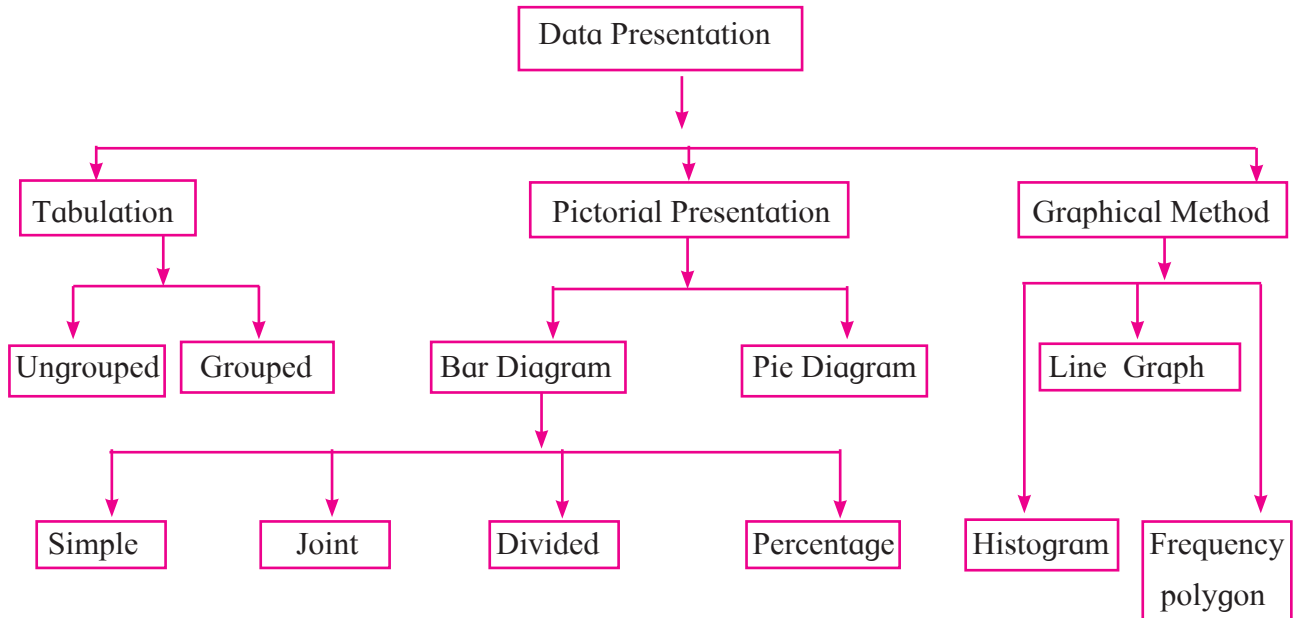 Data Presentation
Tabulation
Pictorial Presentation
Graphical Method
Ungrouped
Grouped
Bar Diagram
Pie Diagram
Line Graph
Simple
Joint
Divided
Percentage
Histogram
Frequency
polygon